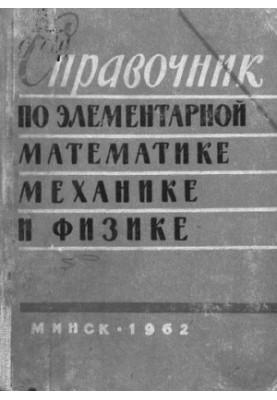 Справочник
ПО ЭЛЕМЕНТАРНОЙ
МАТЕМАТИКЕ
МЕХАНИКЕ
И ФИЗИКЕ
МИНСК • 1962